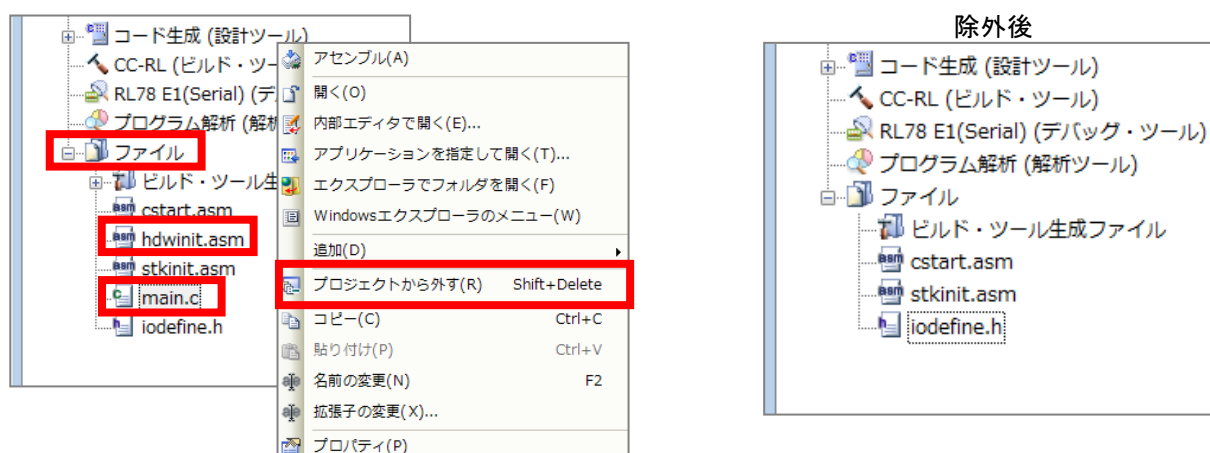 コード生成 (設計ツール)
CC-RL (ビルド・ツー
RL78 E1(Serial) (デ
プログラム解析 (解析
ファイル
ビルド・ツール生
cstart.asm
hdwinit.asm
stkinit.asm
main.c
iodefine.h
アセンブル(A)
開く(O)
内部エディタで開く(E)...
アプリケーションを指定して開く(T)...
エクスプローラでフォルダを開く(F)
Windowsエクスプローラのメニュー(W)
追加(D)
プロジェクトから外す(R) Shift+Delete
コピー(C) Ctrl+C
貼り付け(P) Ctrl+V
名前の変更(N) F2
拡張子の変更(X)...
プロパティ(P)
除外後
コード生成 (設計ツール)
CC-RL (ビルド・ツール)
RL78 E1(Serial) (デバッグ・ツール)
プログラム解析 (解析ツール)
ファイル
ビルド・ツール生成ファイル
cstart.asm
stkinit.asm
iodefine.h